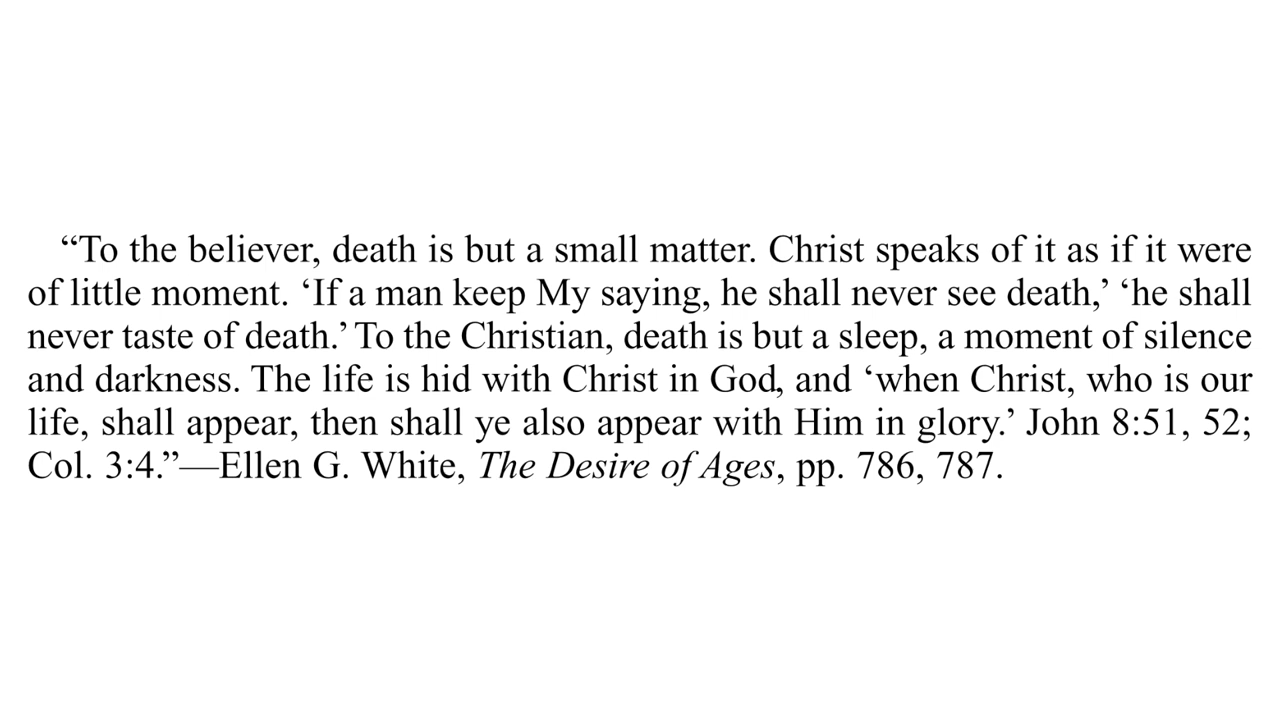 “To the believer, death is but a small matter. Christ speaks of it as if it were
of little moment. ‘If a man keep My saying, he shall never see death,’ ‘he shall
never taste of death.’ To the Christian, death is but a sleep, a moment of silence
and darkness. The life is hid with Christ in God, and ‘when Christ, who is our
life, shall appear, then shall ye also appear with Him in glory.’ John 8:51, 52;
Col. 3:4.”—Ellen G. White, The Desire of Ages, pp. 786, 787.